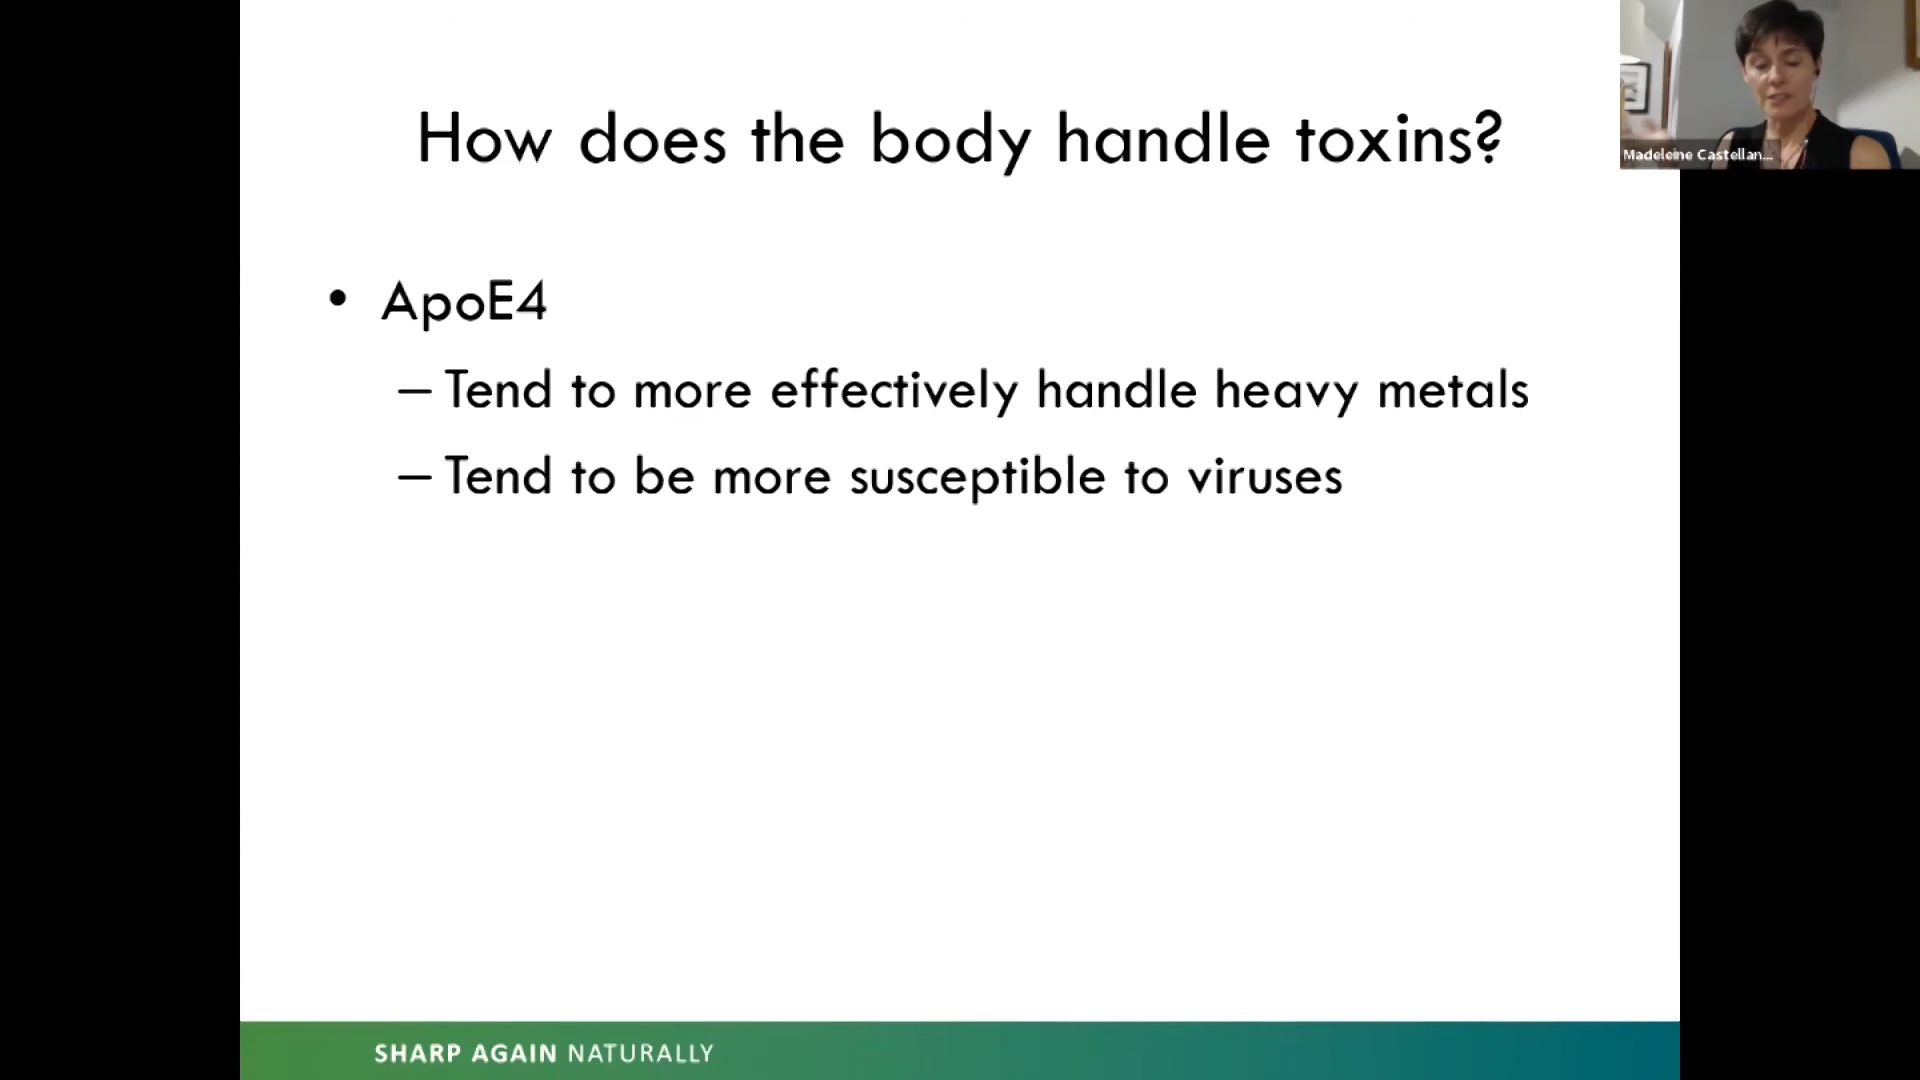 How does the body handle toxins?
Madeleine Castellan...
• ApoE4
– Tend to more effectively handle heavy metals
– Tend to be more susceptible to viruses
SHARP AGAIN NATURALLY